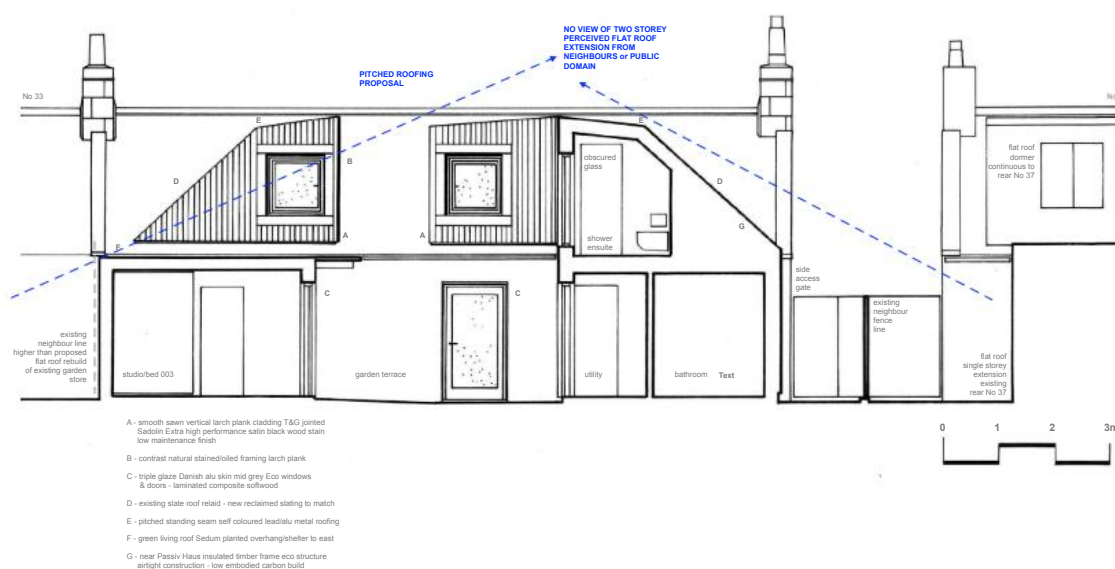 NO VIEW OF TWO STOREY
PERCEIVED FLAT ROOF
EXTENSION FROM
NEIGHBOURS or PUBLIC
DOMAIN
PITCHED ROOFING
PROPOSAL
No 33
No
E
E
D
B
obscured
glass
D
flat roof
dormer
continuous to
rear No 37
A
A
shower
ensuite
G
F
side
access
gate
C
C
existing
neighbour
fence
line
existing
neighbour line
higher than proposed
flat roof rebuild
of existing garden
store
studio/bed 003
garden terrace
utility
bathroom
Text
flat roof
single storey
extension
existing
rear No 37
0 1 2 3m
A - smooth sawn vertical larch plank cladding T&G jointed
Sadolin Extra high performance satin black wood stain
low maintenance finish
B - contrast natural stained/oiled framing larch plank
C - triple glaze Danish alu skin mid grey Eco windows
& doors - laminated composite softwood
D - existing slate roof relaid - new reclaimed slating to match
E - pitched standing seam self coloured lead/alu metal roofing
F - green living roof Sedum planted overhang/shelter to east
G - near Passiv Haus insulated timber frame eco structure
airtight construction - low embodied carbon build